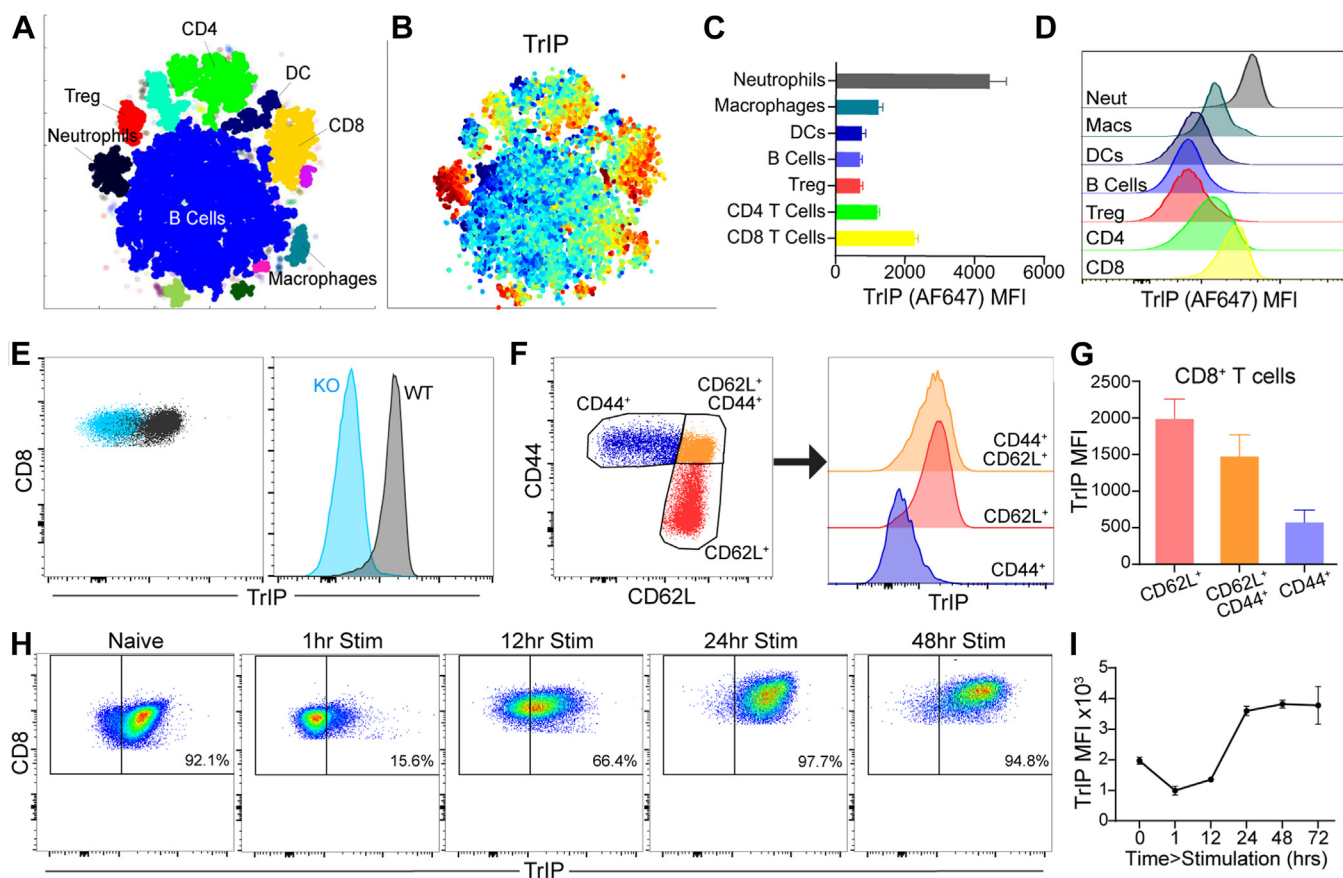 A
CD4
DC
Treg
CD8
Neutrophils
B Cells
Macrophages
B
TrIP
C
Neutrophils
Macrophages
DCs
B Cells
Treg
CD4 T Cells
CD8 T Cells
0 2000 4000 6000
TrIP (AF647) MFI
D
Neut
Macs
DCs
B Cells
Treg
CD4
CD8
TrIP (AF647) MFI
E
KO
WT
CD8
TrIP
F
CD44⁺
CD62L⁺
CD44⁺
CD62L⁺
CD44
CD62L
CD44⁺
CD62L⁺
CD62L⁺
CD44⁺
TrIP
G
CD8⁺ T cells
2500
2000
1500
1000
500
0
TrIP MFI
CD62L⁺
CD62L⁺
CD44⁺
CD44⁺
H
Naive
1hr Stim
12hr Stim
24hr Stim
48hr Stim
CD8
92.1%
15.6%
66.4%
97.7%
94.8%
TrIP
I
5
4
3
2
1
0
TrIP MFI x10³
0 1 12 24 48 72
Time>Stimulation (hrs)